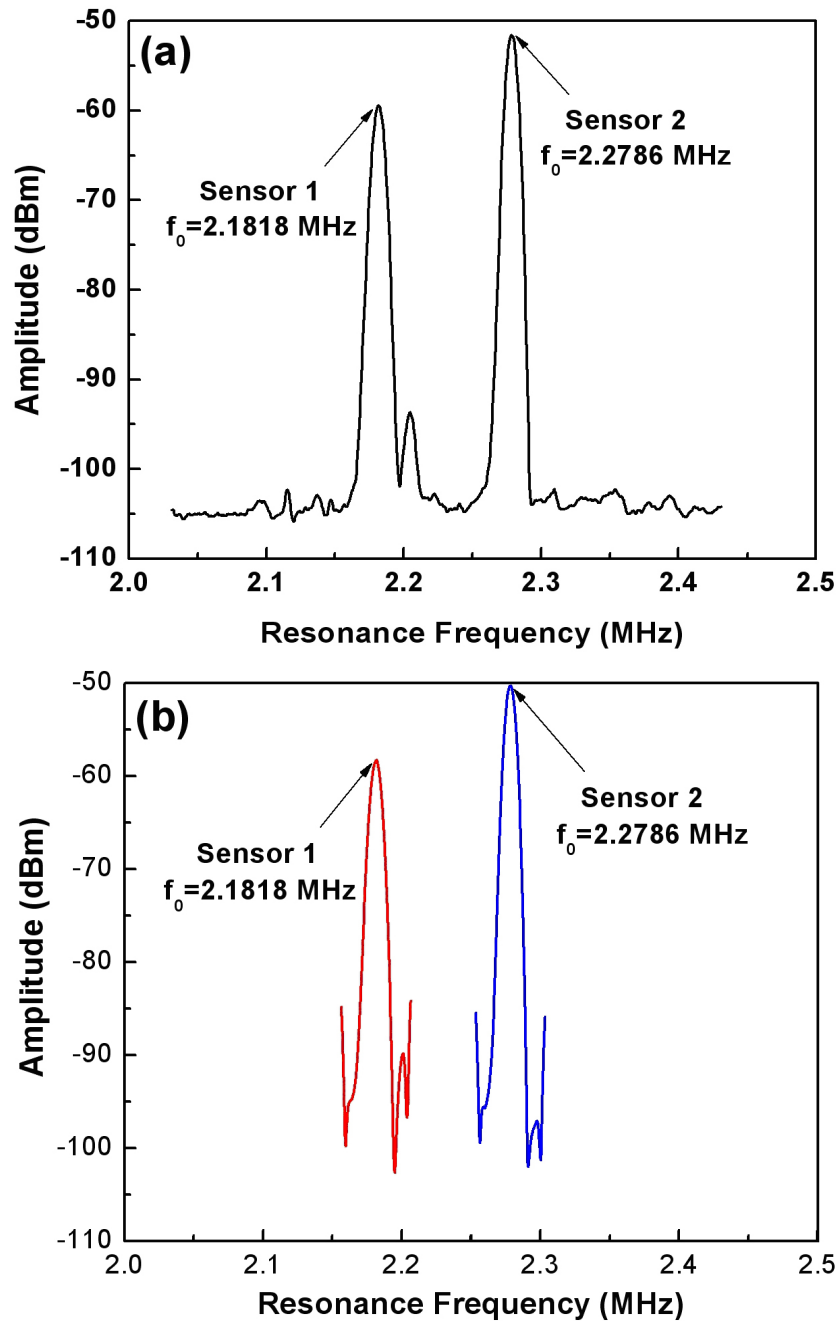 (a)
-50
-60
-70
-80
-90
-100
-110
Amplitude (dBm)
Sensor 1
f0=2.1818 MHz
Sensor 2
f0=2.2786 MHz
2.0 2.1 2.2 2.3 2.4 2.5
Resonance Frequency (MHz)
(b)
-50
-60
-70
-80
-90
-100
-110
Amplitude (dBm)
Sensor 1
f0=2.1818 MHz
Sensor 2
f0=2.2786 MHz
2.0 2.1 2.2 2.3 2.4 2.5
Resonance Frequency (MHz)